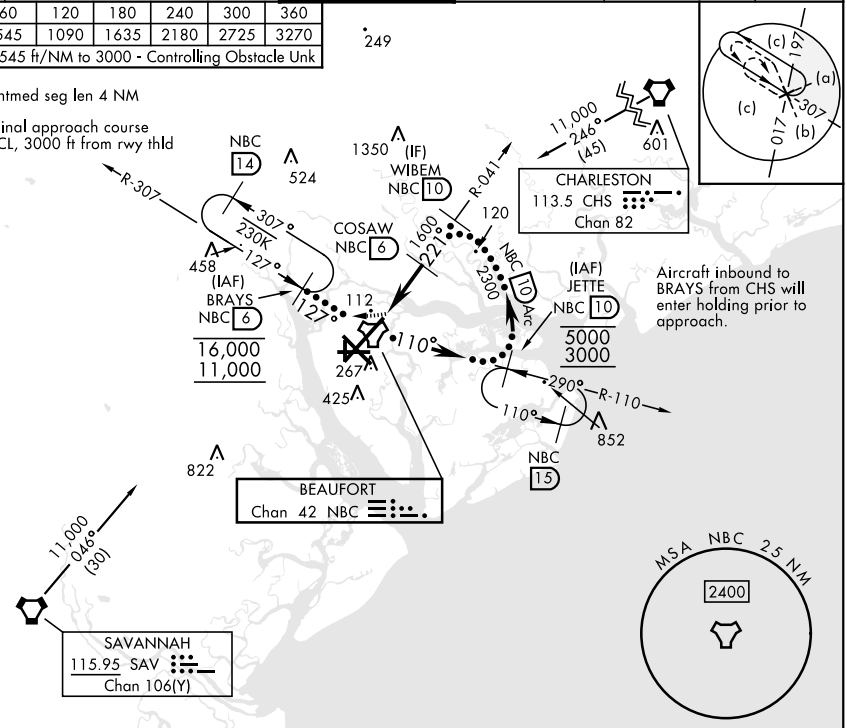 60 120 180 240 300 360
545 1090 1635 2180 2725 3270
545 ft/NM to 3000 - Controlling Obstacle Unk
ntmed seg len 4 NM
inal approach course
CL, 3000 ft from rwy thld
249
(c)
197
(a)
(c)
307
017
(b)
11,000
246°
(45)
601
CHARLESTON
113.5 CHS
Chan 82
NBC
14
524
1350
(IF)
WIBEM
NBC 10
R-041
120
R-307
307°
230K
127°
458
COSAW
NBC 6
1600
221°
NBC
10
Arc
2300
(IAF)
BRAYS
NBC 6
16,000
11,000
127°
112
110°
(IAF)
JETTE
NBC 10
5000
3000
Aircraft inbound to
BRAYS from CHS will
enter holding prior to
approach.
267
425
290°
R-110
110°
852
NBC
15
822
BEAUFORT
Chan 42 NBC
11,000
046°
(30)
SAVANNAH
115.95 SAV
Chan 106(Y)
MSA NBC 25 NM
2400